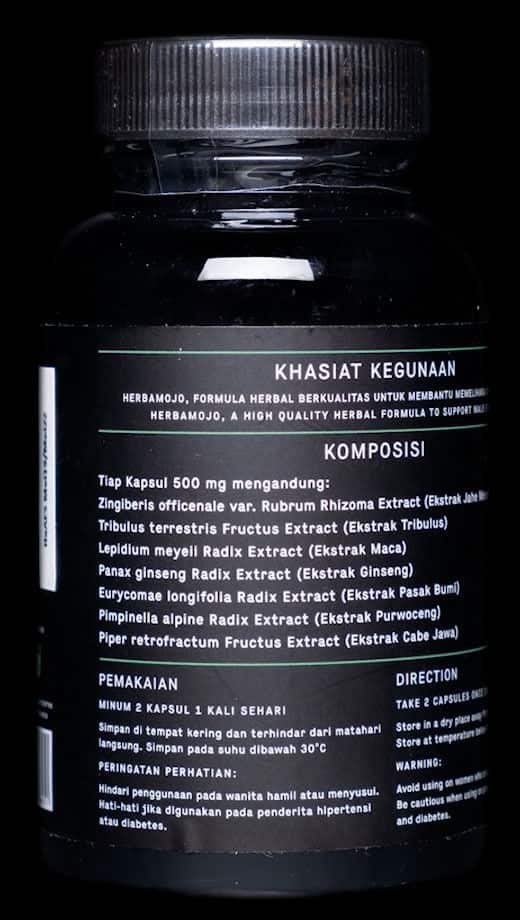 KHASIAT KEGUNAAN
HERBAMOJO, FORMULA HERBAL BERKUALITAS UNTUK MEMBANTU
HERBAMOJO, A HIGH QUALITY HERBAL FORMULA TO SUPPORT
KOMPOSISI
Tiap Kapsul 500 mg mengandung:
Zingiberis officenale var. Rubrum Rhizoma Extract (Ekstrak Jahe
Tribulus terrestris Fructus Extract (Ekstrak Tribulus)
Lepidium meyeii Radix Extract (Ekstrak Maca)
Panax ginseng Radix Extract (Ekstrak Ginseng)
Eurycomae longifolia Radix Extract (Ekstrak Pasak Bumi)
Pimpinella alpine Radix Extract (Ekstrak Purwoceng)
Piper retrofractum Fructus Extract (Ekstrak Cabe Jawa)
PEMAKAIAN
MINUM 2 KAPSUL 1 KALI SEHARI
Simpan di tempat kering dan terhindar dari matahari
langsung. Simpan pada suhu dibawah 30°C
PERINGATAN PERHATIAN:
Hindari penggunaan pada wanita hamil atau menyusui.
Hati-hati jika digunakan pada penderita hipertensi
atau diabetes.
DIRECTION
TAKE 2 CAPSULES ONCE
Store in a dry place away
Store at temperature
WARNING:
Avoid using on women who
Be cautious when using on
and diabetes.